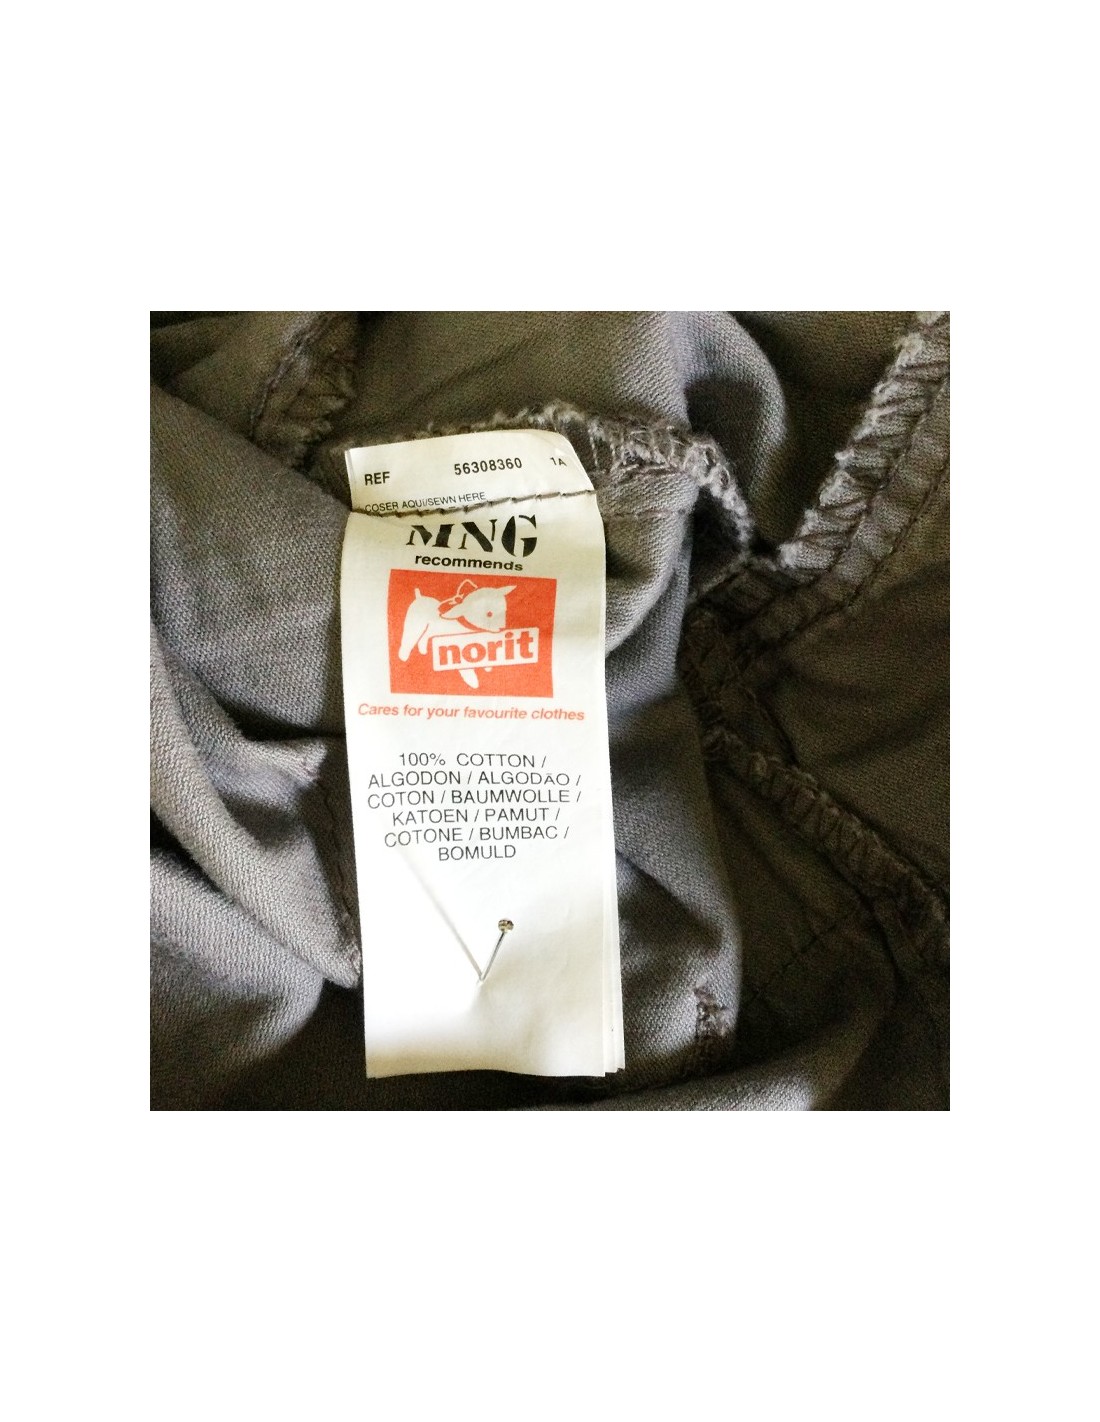 REF 56308360 1A
COSER AQUI/SEWN HERE
MNG
recommends
norit
Cares for your favourite clothes
100% COTTON /
ALGODON / ALGODÃO /
COTON / BAUMWOLLE /
KATOEN / PAMUT /
COTONE / BUMBAC /
BOMULD